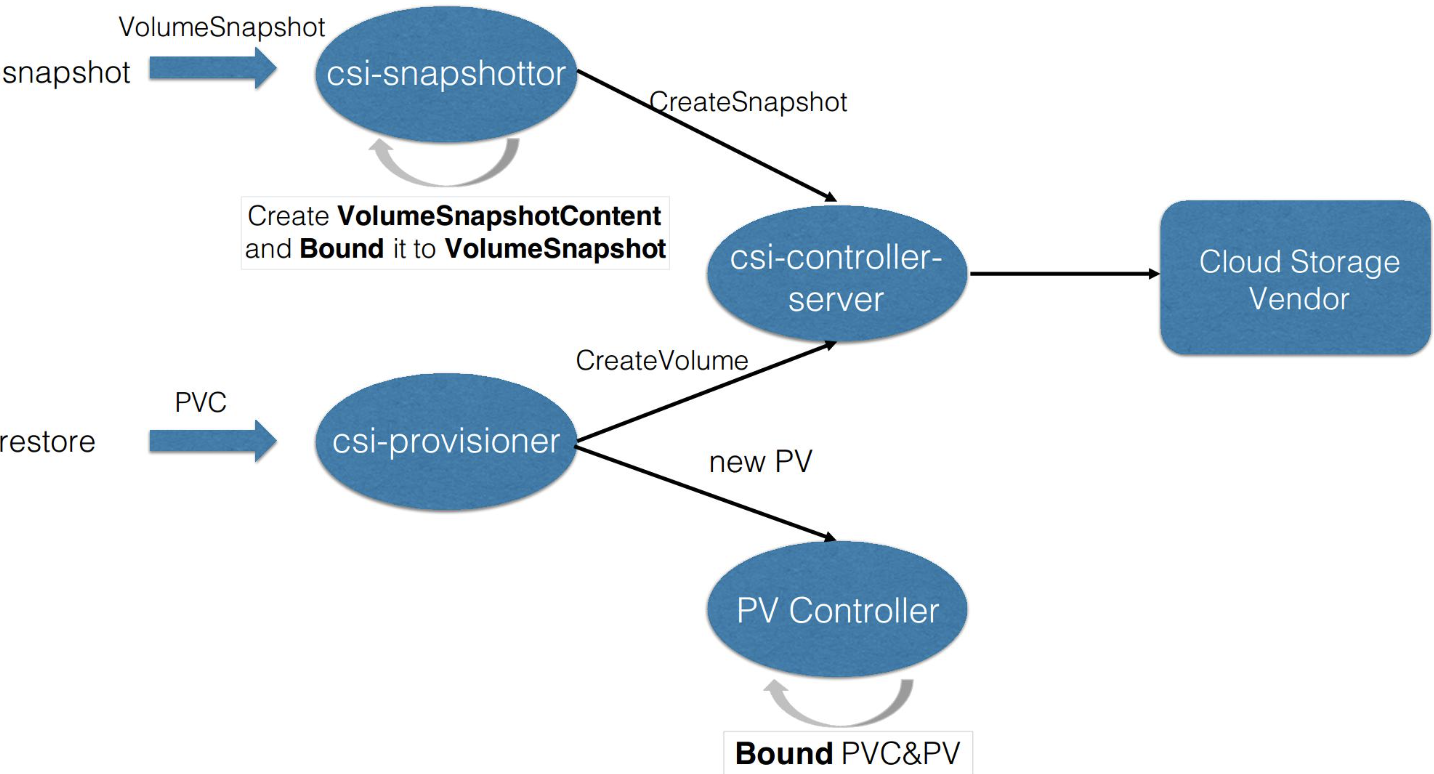 VolumeSnapshot
snapshot
csi-snapshottor
CreateSnapshot
Create VolumeSnapshotContent
and Bound it to VolumeSnapshot
csi-controller-
server
Cloud Storage
Vendor
CreateVolume
PVC
restore
csi-provisioner
new PV
PV Controller
Bound PVC&PV